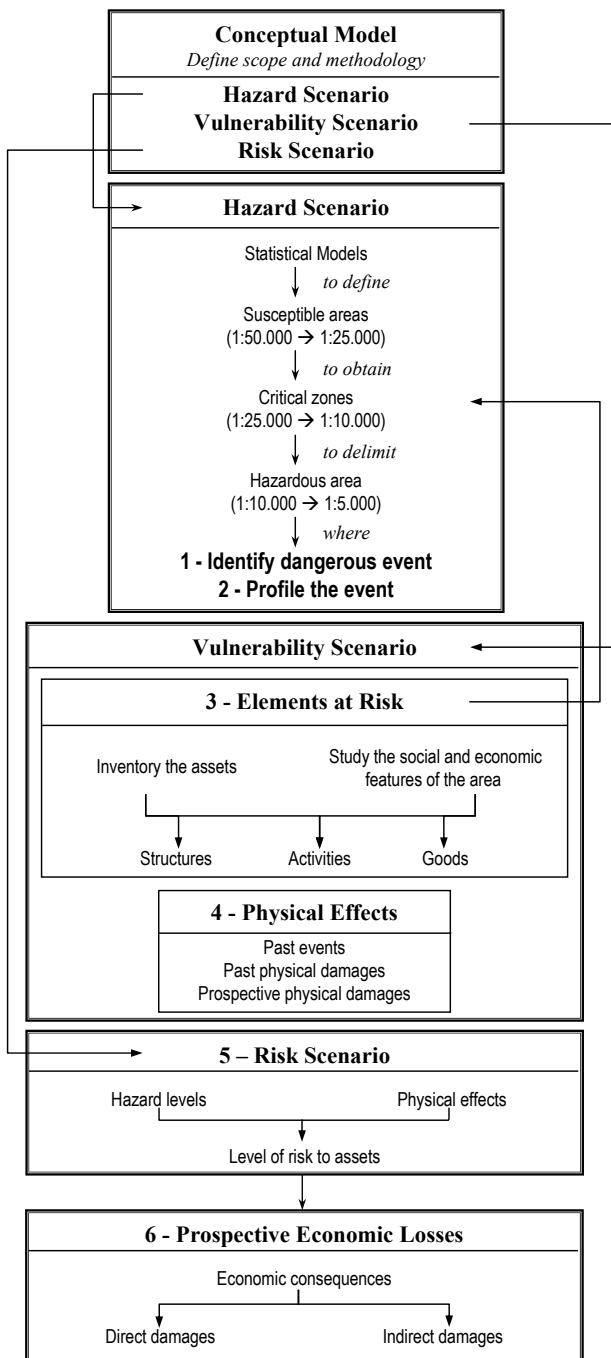 Conceptual Model
Define scope and methodology
Hazard Scenario
Vulnerability Scenario
Risk Scenario
Hazard Scenario
Statistical Models
to define
Susceptible areas
(1:50.000 → 1:25.000)
to obtain
Critical zones
(1:25.000 → 1:10.000)
to delimit
Hazardous area
(1:10.000 → 1:5.000)
where
1 - Identify dangerous event
2 - Profile the event
Vulnerability Scenario
3 - Elements at Risk
Inventory the assets
Study the social and economic
features of the area
Structures
Activities
Goods
4 - Physical Effects
Past events
Past physical damages
Prospective physical damages
5 – Risk Scenario
Hazard levels
Physical effects
Level of risk to assets
6 - Prospective Economic Losses
Economic consequences
Direct damages
Indirect damages